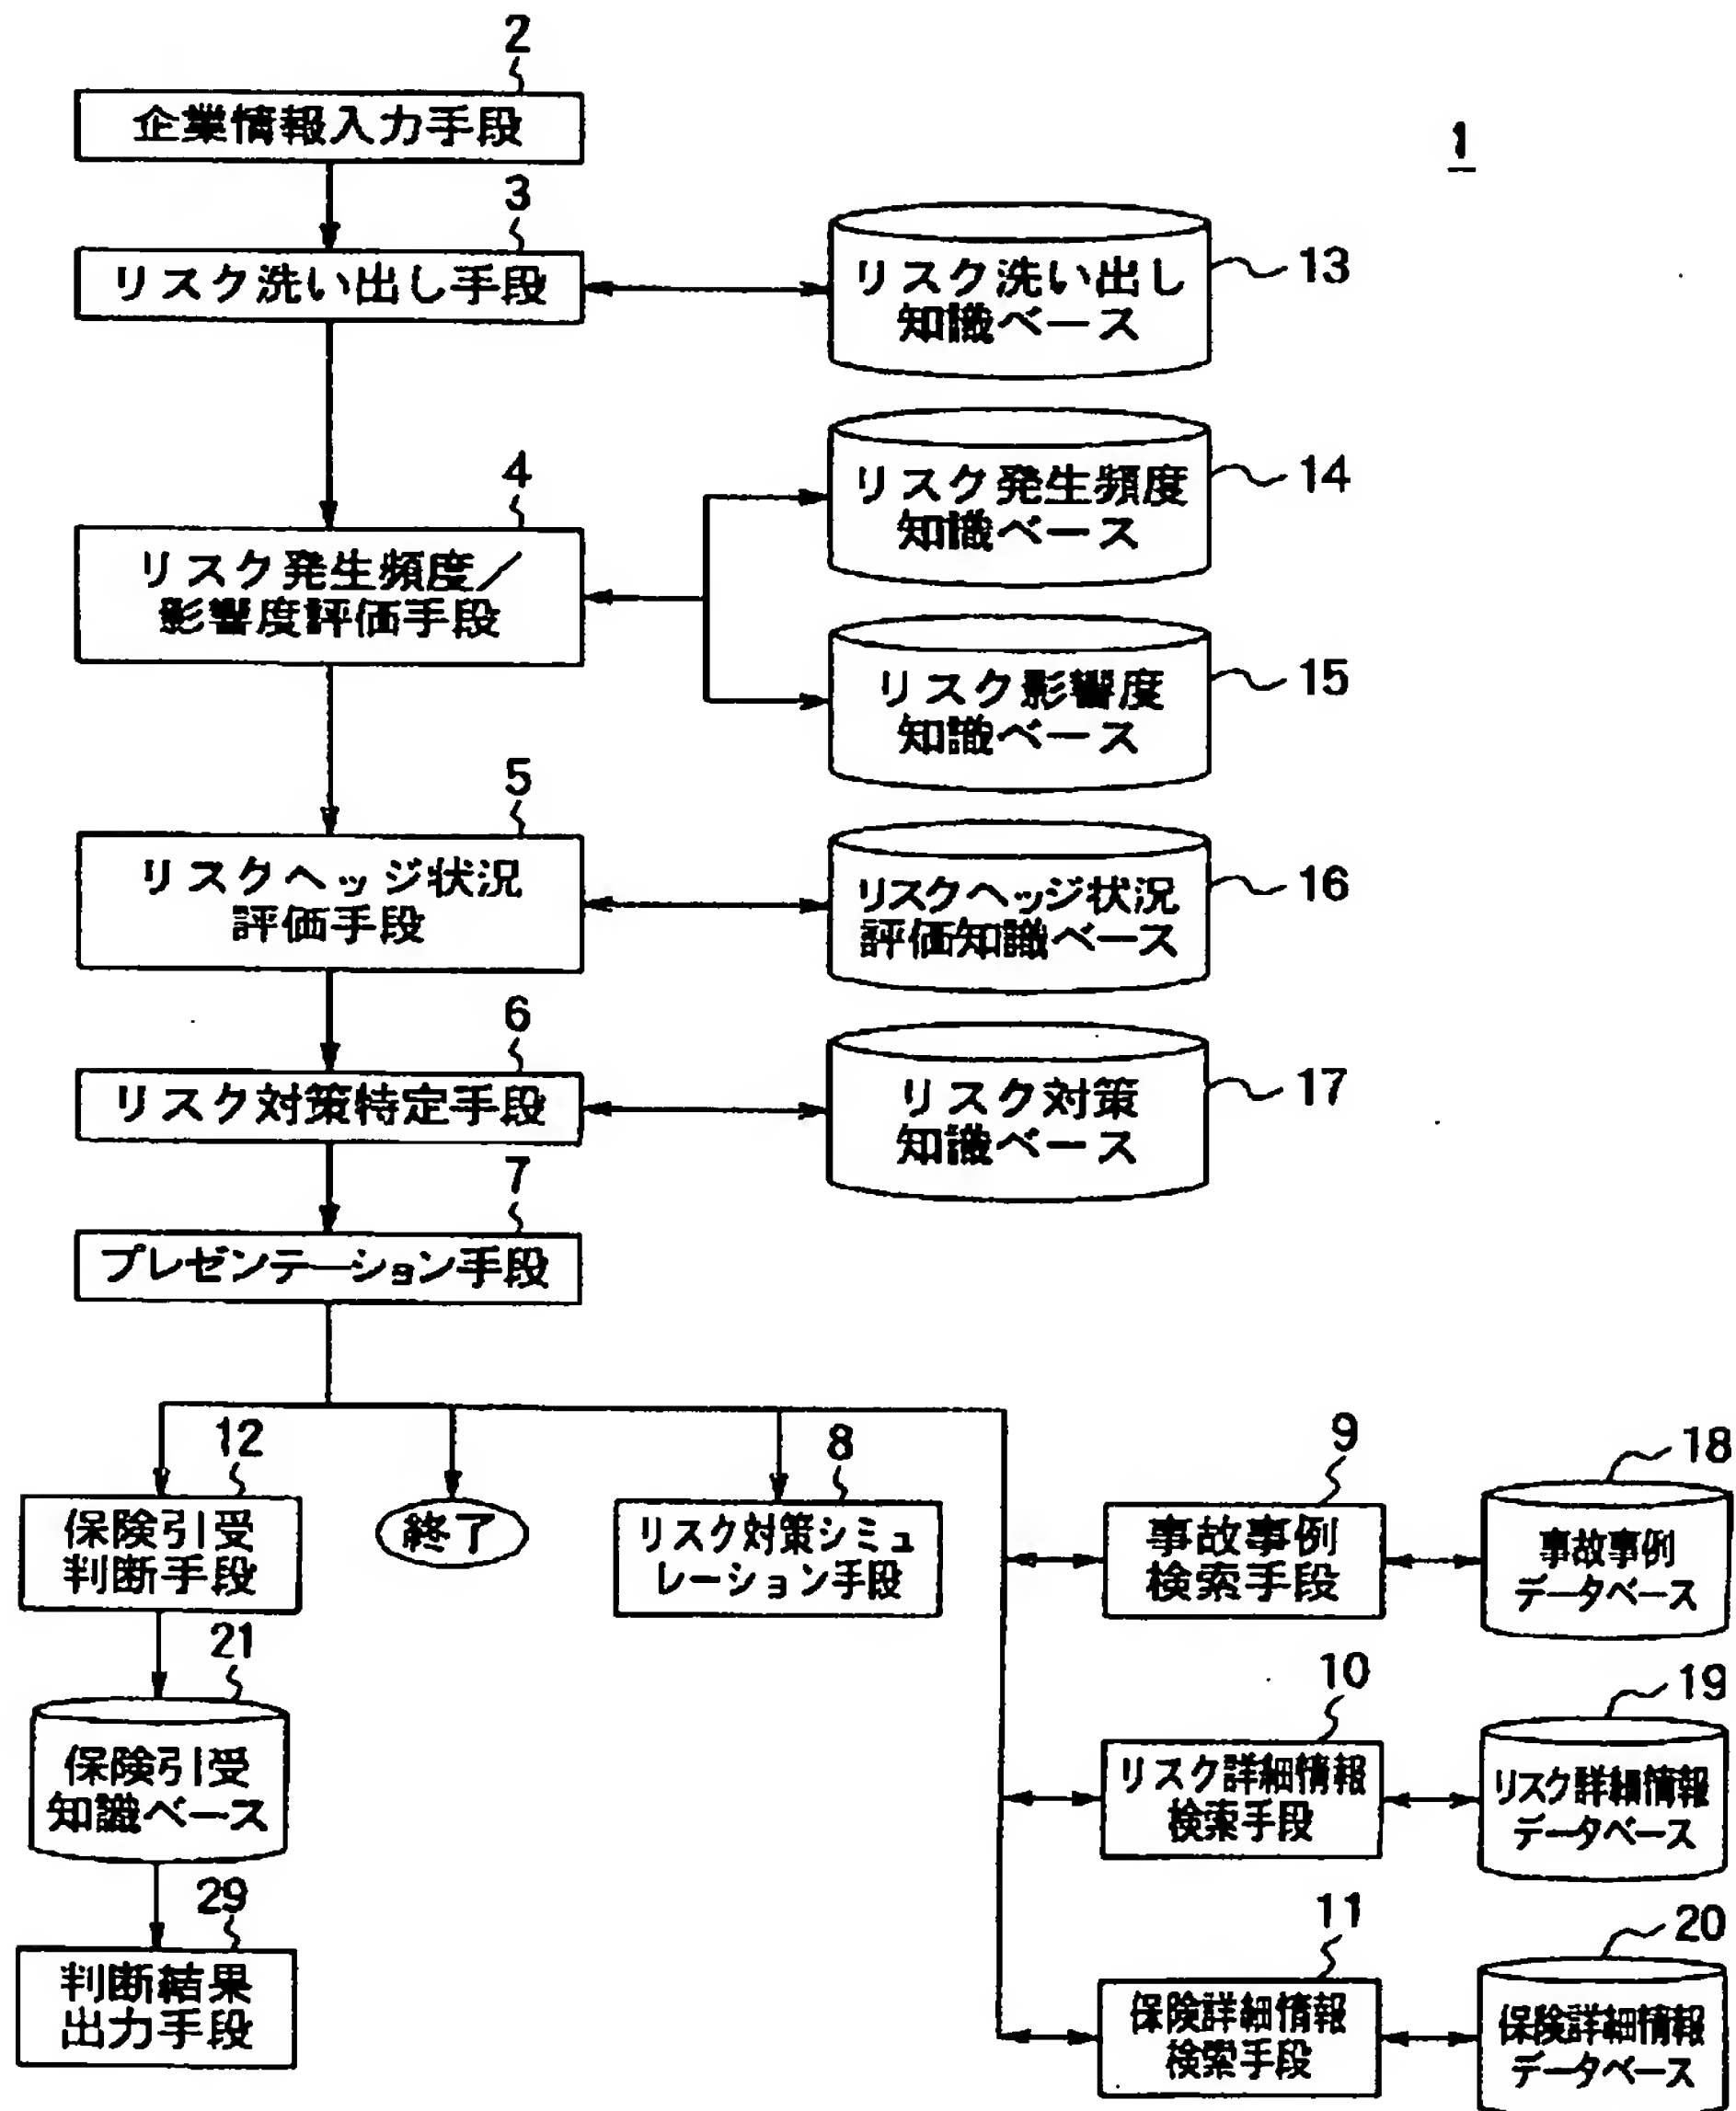 2
企業情報入力手段
1
3
リスク洗い出し手段
リスク洗い出し
知識ベース
13
4
リスク発生頻度／
影響度評価手段
リスク発生頻度
知識ベース
14
リスク影響度
知識ベース
15
5
リスクヘッジ状況
評価手段
リスクヘッジ状況
評価知識ベース
16
6
リスク対策特定手段
リスク対策
知識ベース
17
7
プレゼンテーション手段
12
保険引受
判断手段
終了
8
リスク対策シミュ
レーション手段
9
事故事例
検索手段
18
事故事例
データベース
21
保険引受
知識ベース
10
リスク詳細情報
検索手段
19
リスク詳細情報
データベース
29
判断結果
出力手段
11
保険詳細情報
検索手段
20
保険詳細情報
データベース